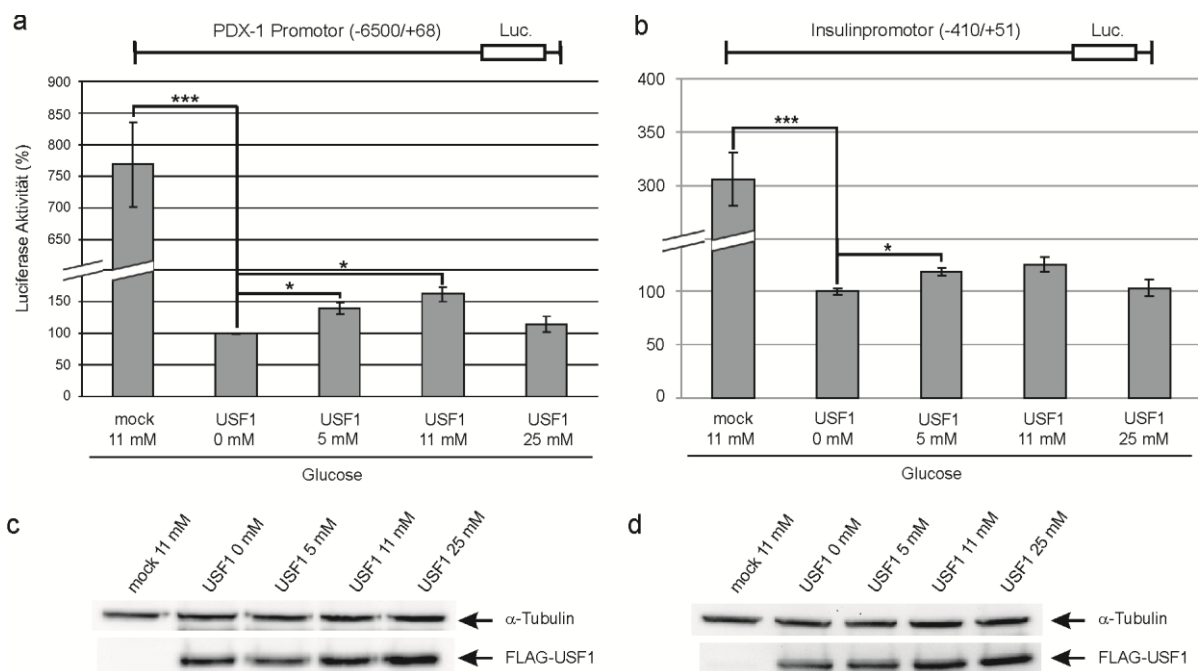 a
PDX-1 Promotor (-6500/+68)
Luc.
Luciferase Aktivität (%)
900
850
800
750
700
650
150
100
50
0
***
*
*
mock
11 mM
USF1
0 mM
USF1
5 mM
USF1
11 mM
USF1
25 mM
Glucose
b
Insulinpromotor (-410/+51)
Luc.
400
300
200
100
50
0
***
*
mock
11 mM
USF1
0 mM
USF1
5 mM
USF1
11 mM
USF1
25 mM
Glucose
c
mock 11 mM
USF1 0 mM
USF1 5 mM
USF1 11 mM
USF1 25 mM
α-Tubulin
FLAG-USF1
d
mock 11 mM
USF1 0 mM
USF1 5 mM
USF1 11 mM
USF1 25 mM
α-Tubulin
FLAG-USF1